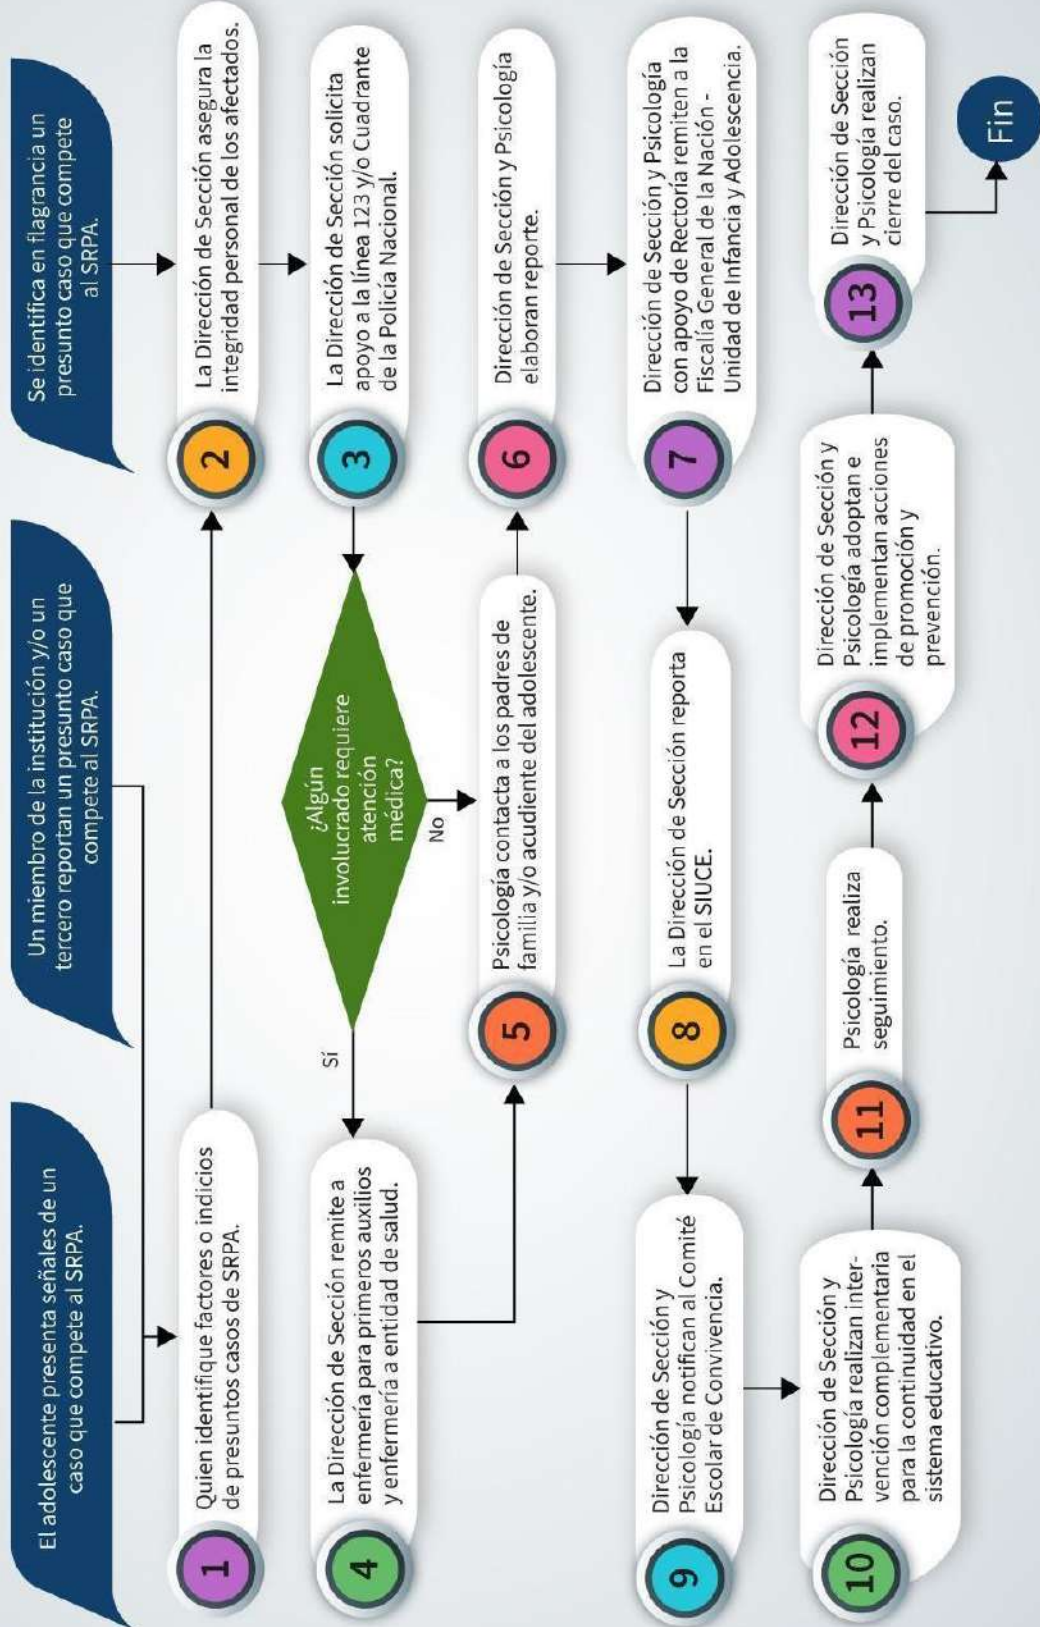 El adolescente presenta señales de un
caso que compete al SRPA.
Un miembro de la institución y/o un
tercero reportan un presunto caso que
compete al SRPA.
Se identifica en flagrancia un
presunto caso que compete
al SRPA.
1
Quien identifique factores o indicios
de presuntos casos de SRPA.
2
La Dirección de Sección asegura la
integridad personal de los afectados.
3
La Dirección de Sección solicita
apoyo a la línea 123 y/o Cuadrante
de la Policía Nacional.
¿Algún
involucrado requiere
atención
médica?
Sí
No
4
La Dirección de Sección remite a
enfermería para primeros auxilios
y enfermería a entidad de salud.
5
Psicología contacta a los padres de
familia y/o acudiente del adolescente.
6
Dirección de Sección y Psicología
elaboran reporte.
7
Dirección de Sección y Psicología
con apoyo de Rectoría remiten a la
Fiscalía General de la Nación -
Unidad de Infancia y Adolescencia.
8
La Dirección de Sección reporta
en el SIUCE.
9
Dirección de Sección y
Psicología notifican al Comité
Escolar de Convivencia.
10
Dirección de Sección y
Psicología realizan inter-
vención complementaria
para la continuidad en el
sistema educativo.
11
Psicología realiza
seguimiento.
12
Dirección de Sección y
Psicología adoptan e
implementan acciones
de promoción y
prevención.
13
Dirección de Sección
y Psicología realizan
cierre del caso.
Fin